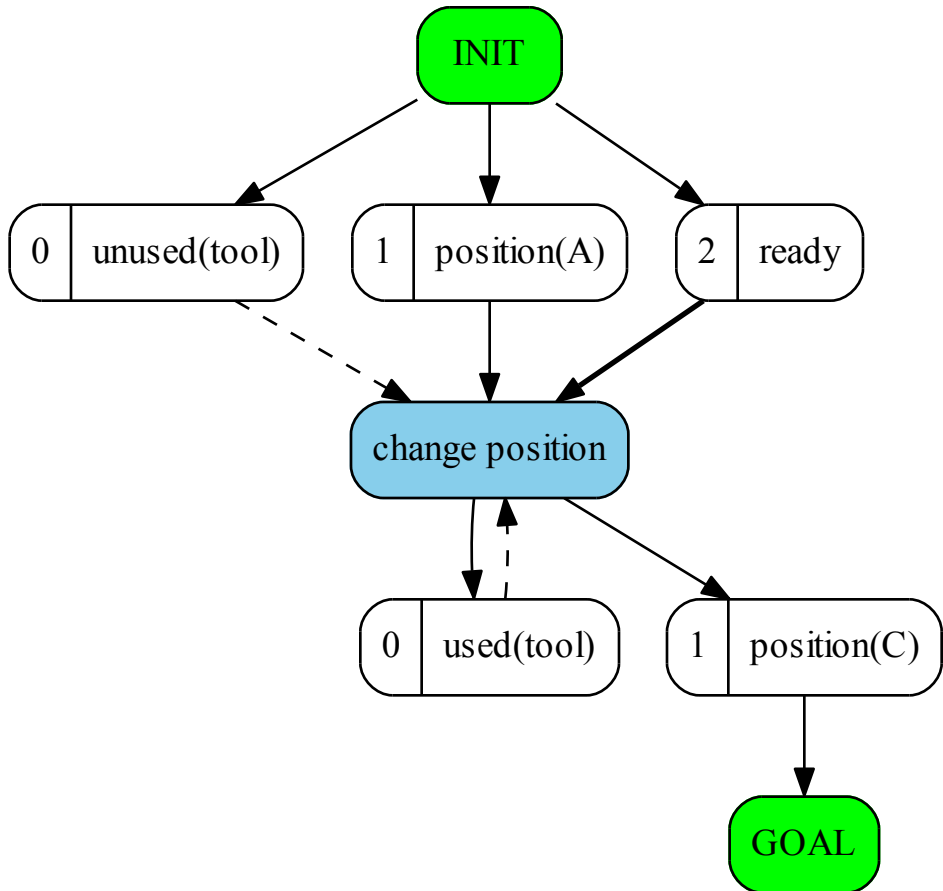 INIT
0 unused(tool)
1 position(A)
2 ready
change position
0 used(tool)
1 position(C)
GOAL